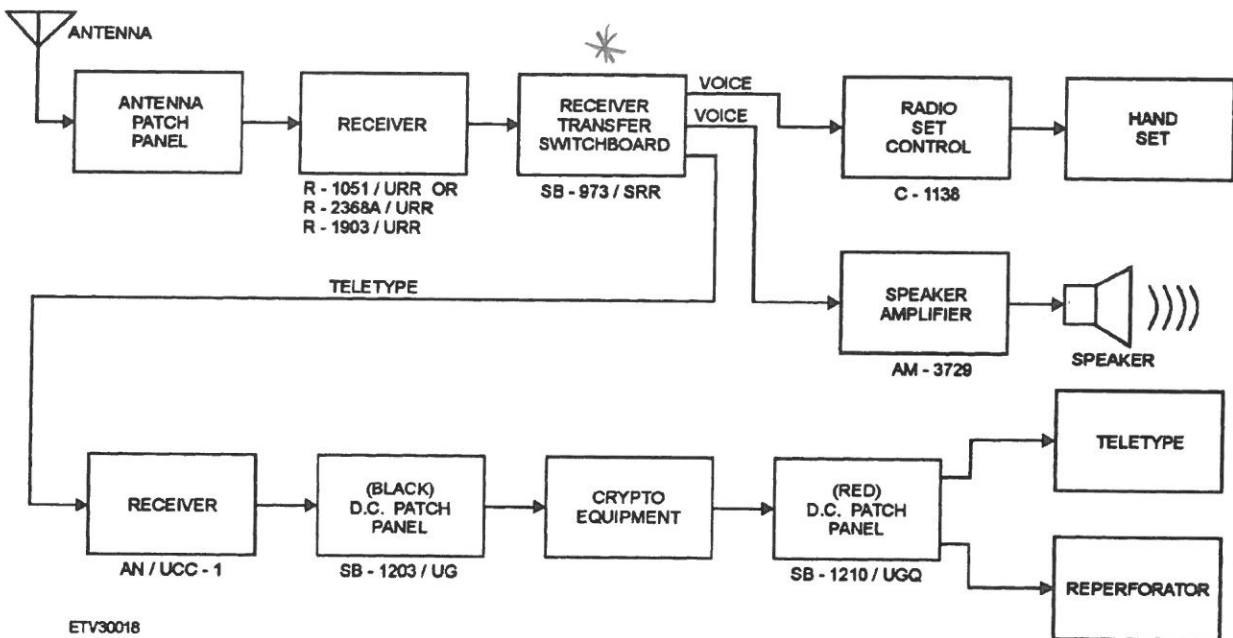 ANTENNA
ANTENNA
PATCH
PANEL
RECEIVER
R - 1051 / URR OR
R - 2368A / URR
R - 1903 / URR
RECEIVER
TRANSFER
SWITCHBOARD
SB - 973 / SRR
VOICE
VOICE
RADIO
SET
CONTROL
C - 1138
HAND
SET
TELETYPE
SPEAKER
AMPLIFIER
AM - 3729
SPEAKER
RECEIVER
AN / UCC - 1
(BLACK)
D.C. PATCH
PANEL
SB - 1203 / UG
CRYPTO
EQUIPMENT
(RED)
D.C. PATCH
PANEL
SB - 1210 / UGQ
TELETYPE
REPERFORATOR
ETV30018